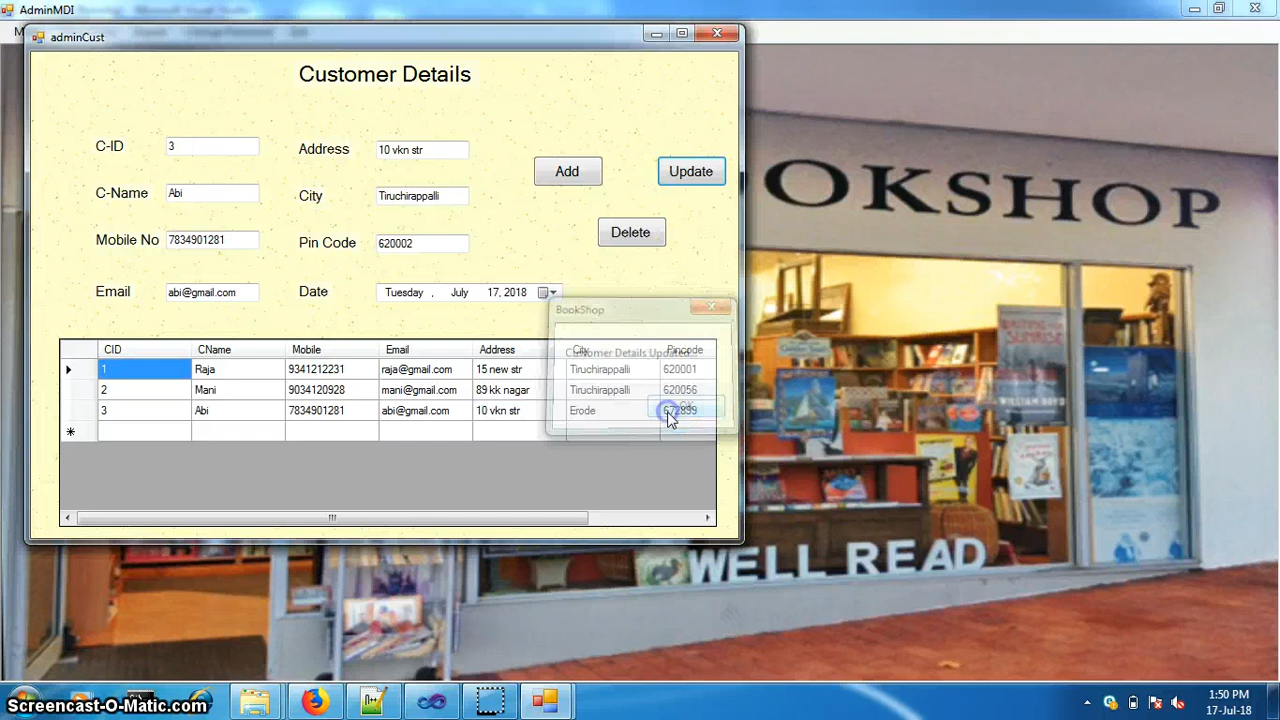 AdminMDI
adminCust
Customer Details
C-ID 3 Address 10 vkn str
Add Update
C-Name Abi City Tiruchirappalli
Delete
Mobile No 7834901281 Pin Code 620002
Email abi@gmail.com Date Tuesday , July 17, 2018
BookShop
Customer Details Updated...
OK
CID CName Mobile Email Address City Pincode
1 Raja 9341212231 raja@gmail.com 15 new str Tiruchirappalli 620001
2 Mani 9034120928 mani@gmail.com 89 kk nagar Tiruchirappalli 620056
3 Abi 7834901281 abi@gmail.com 10 vkn str Erode
OKSHOP
WELL READ
WILLIAM BOYD
Screencast-O-Matic.com
1:50 PM
17-Jul-18